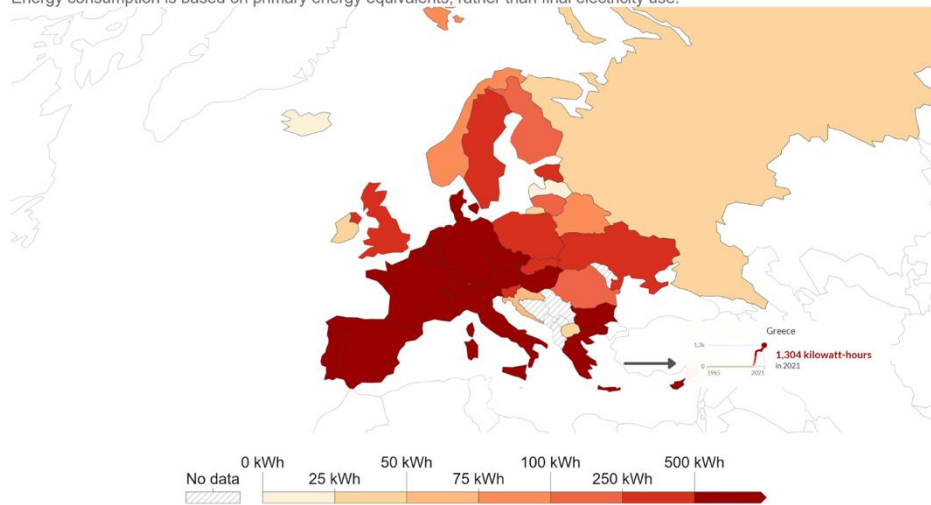 Energy consumption is based on primary energy equivalents, rather than final electricity use.
Greece
1.3k
1,304 kilowatt-hours
in 2021
0
1965 2021
0 kWh 50 kWh 100 kWh 500 kWh
No data 25 kWh 75 kWh 250 kWh